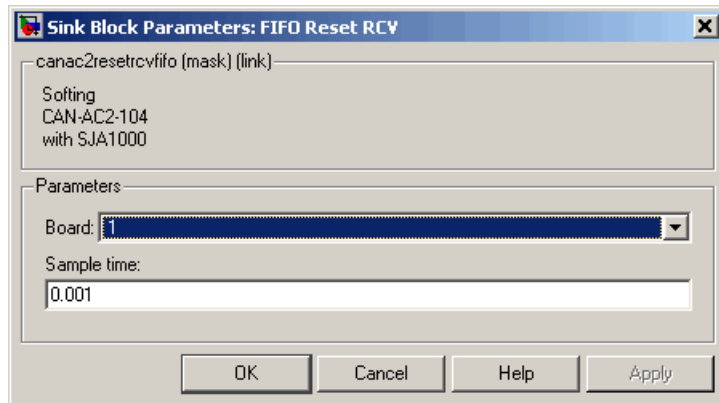 Sink Block Parameters: FIFO Reset RCV
canac2resetrcvfifo (mask) (link)
Softing
CAN-AC2-104
with SJA1000
Parameters
Board: 1
Sample time:
0.001
OK Cancel Help Apply